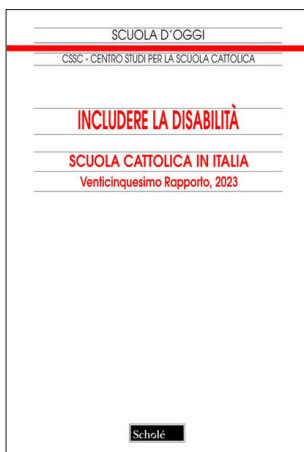 SCUOLA D'OGGI
CSSC - CENTRO STUDI PER LA SCUOLA CATTOLICA
INCLUDERE LA DISABILITÀ
SCUOLA CATTOLICA IN ITALIA
Venticinquesimo Rapporto, 2023
Scholé